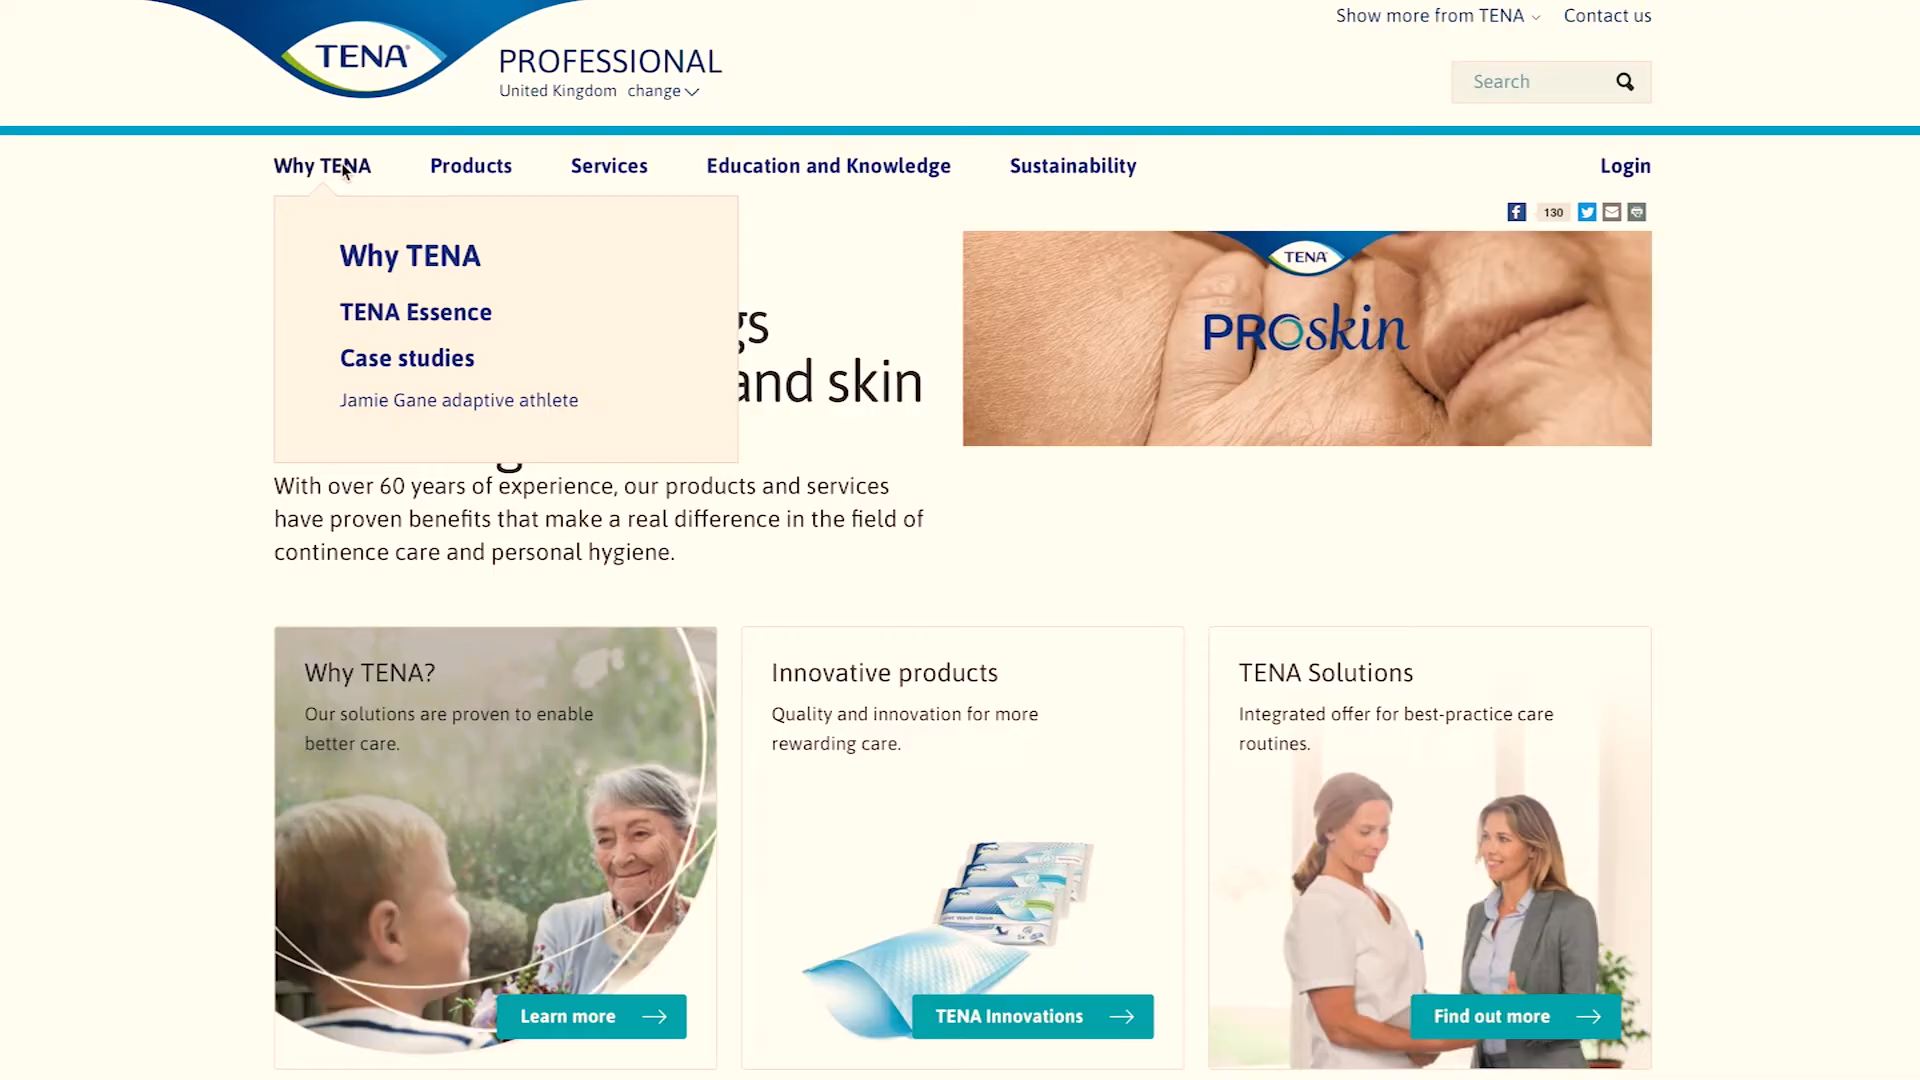 Show more from TENA Contact us
TENA
PROFESSIONAL
United Kingdom change
Search
Why TENA Products Services Education and Knowledge Sustainability Login
130
Why TENA
TENA Essence
Case studies
Jamie Gane adaptive athlete
and skin
TENA
PROskin
With over 60 years of experience, our products and services
have proven benefits that make a real difference in the field of
continence care and personal hygiene.
Why TENA?
Our solutions are proven to enable
better care.
Learn more
Innovative products
Quality and innovation for more
rewarding care.
TENA Innovations
TENA Solutions
Integrated offer for best-practice care
routines.
Find out more